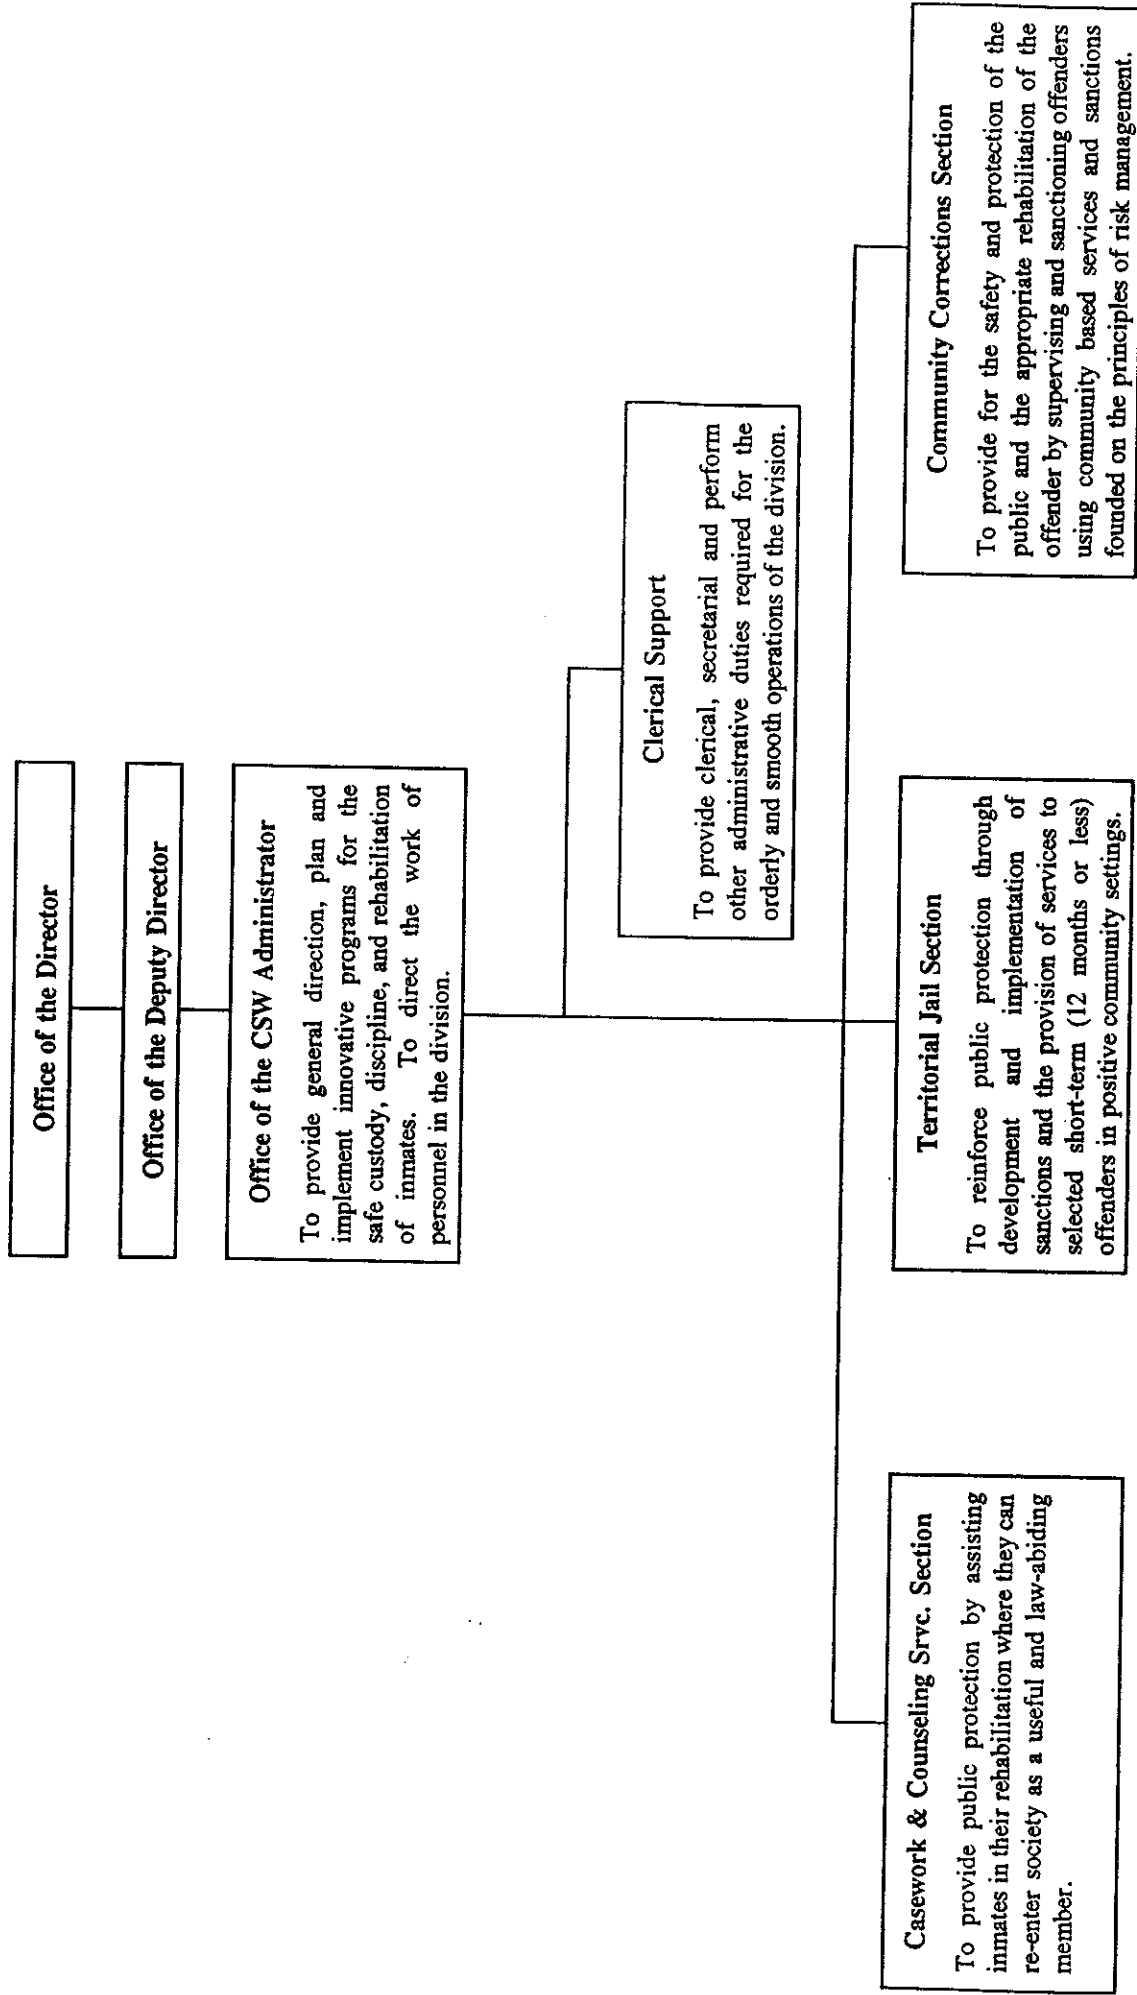 Office of the Director
Office of the Deputy Director
Office of the CSW Administrator
To provide general direction, plan and
implement innovative programs for the
safe custody, discipline, and rehabilitation
of inmates. To direct the work of
personnel in the division.
Clerical Support
To provide clerical, secretarial and perform
other administrative duties required for the
orderly and smooth operations of the division.
Casework & Counseling Srvc. Section
To provide public protection by assisting
inmates in their rehabilitation where they can
re-enter society as a useful and law-abiding
member.
Territorial Jail Section
To reinforce public protection through
development and implementation of
sanctions and the provision of services to
selected short-term (12 months or less)
offenders in positive community settings.
Community Corrections Section
To provide for the safety and protection of the
public and the appropriate rehabilitation of the
offender by supervising and sanctioning offenders
using community based services and sanctions
founded on the principles of risk management.